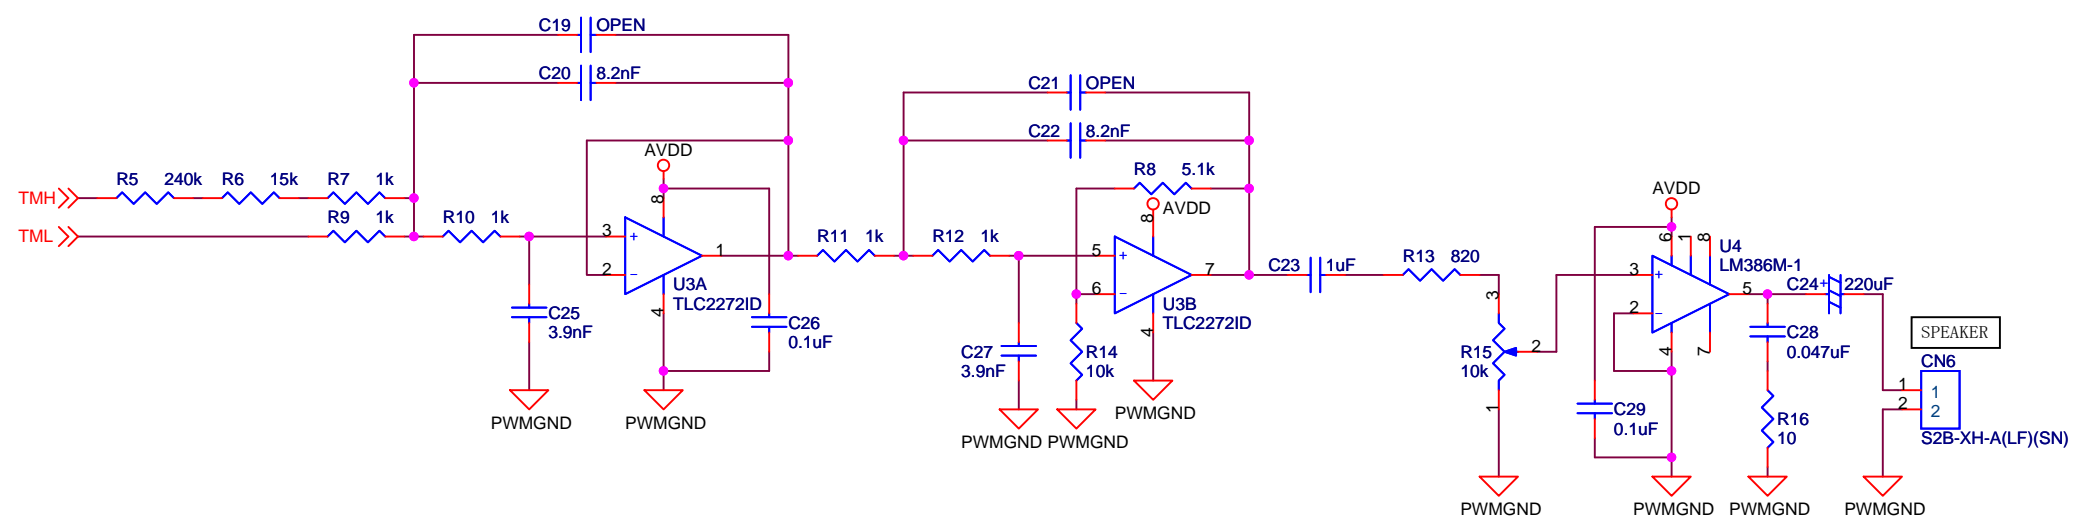 C19 OPEN
C20 8.2nF
C21 OPEN
C22 8.2nF
AVDD
TMH
R5 240k
R6 15k
R7 1k
TML
R9 1k
R10 1k
8
3
+
2
−
1
4
U3A
TLC2272ID
C25
3.9nF
C26
0.1uF
PWMGND
PWMGND
R11 1k
R12 1k
R8 5.1k
AVDD
8
5
+
6
−
7
4
U3B
TLC2272ID
C27
3.9nF
R14
10k
PWMGND
PWMGND
PWMGND
C23 1uF
R13 820
3
R15
10k
2
1
PWMGND
AVDD
6
1
8
U4
LM386M-1
3
+
2
−
5
4
7
C29
0.1uF
PWMGND
C24 + 220uF
C28
0.047uF
R16
10
PWMGND
SPEAKER
CN6
1
1
2
2
S2B-XH-A(LF)(SN)
PWMGND